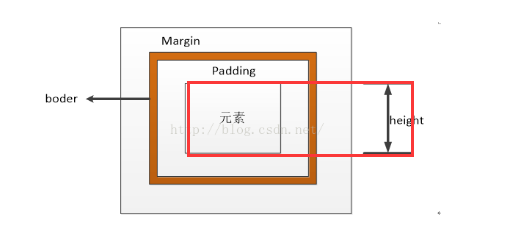 Margin
Padding
boder
元素
height
http://blog.csdn.net/